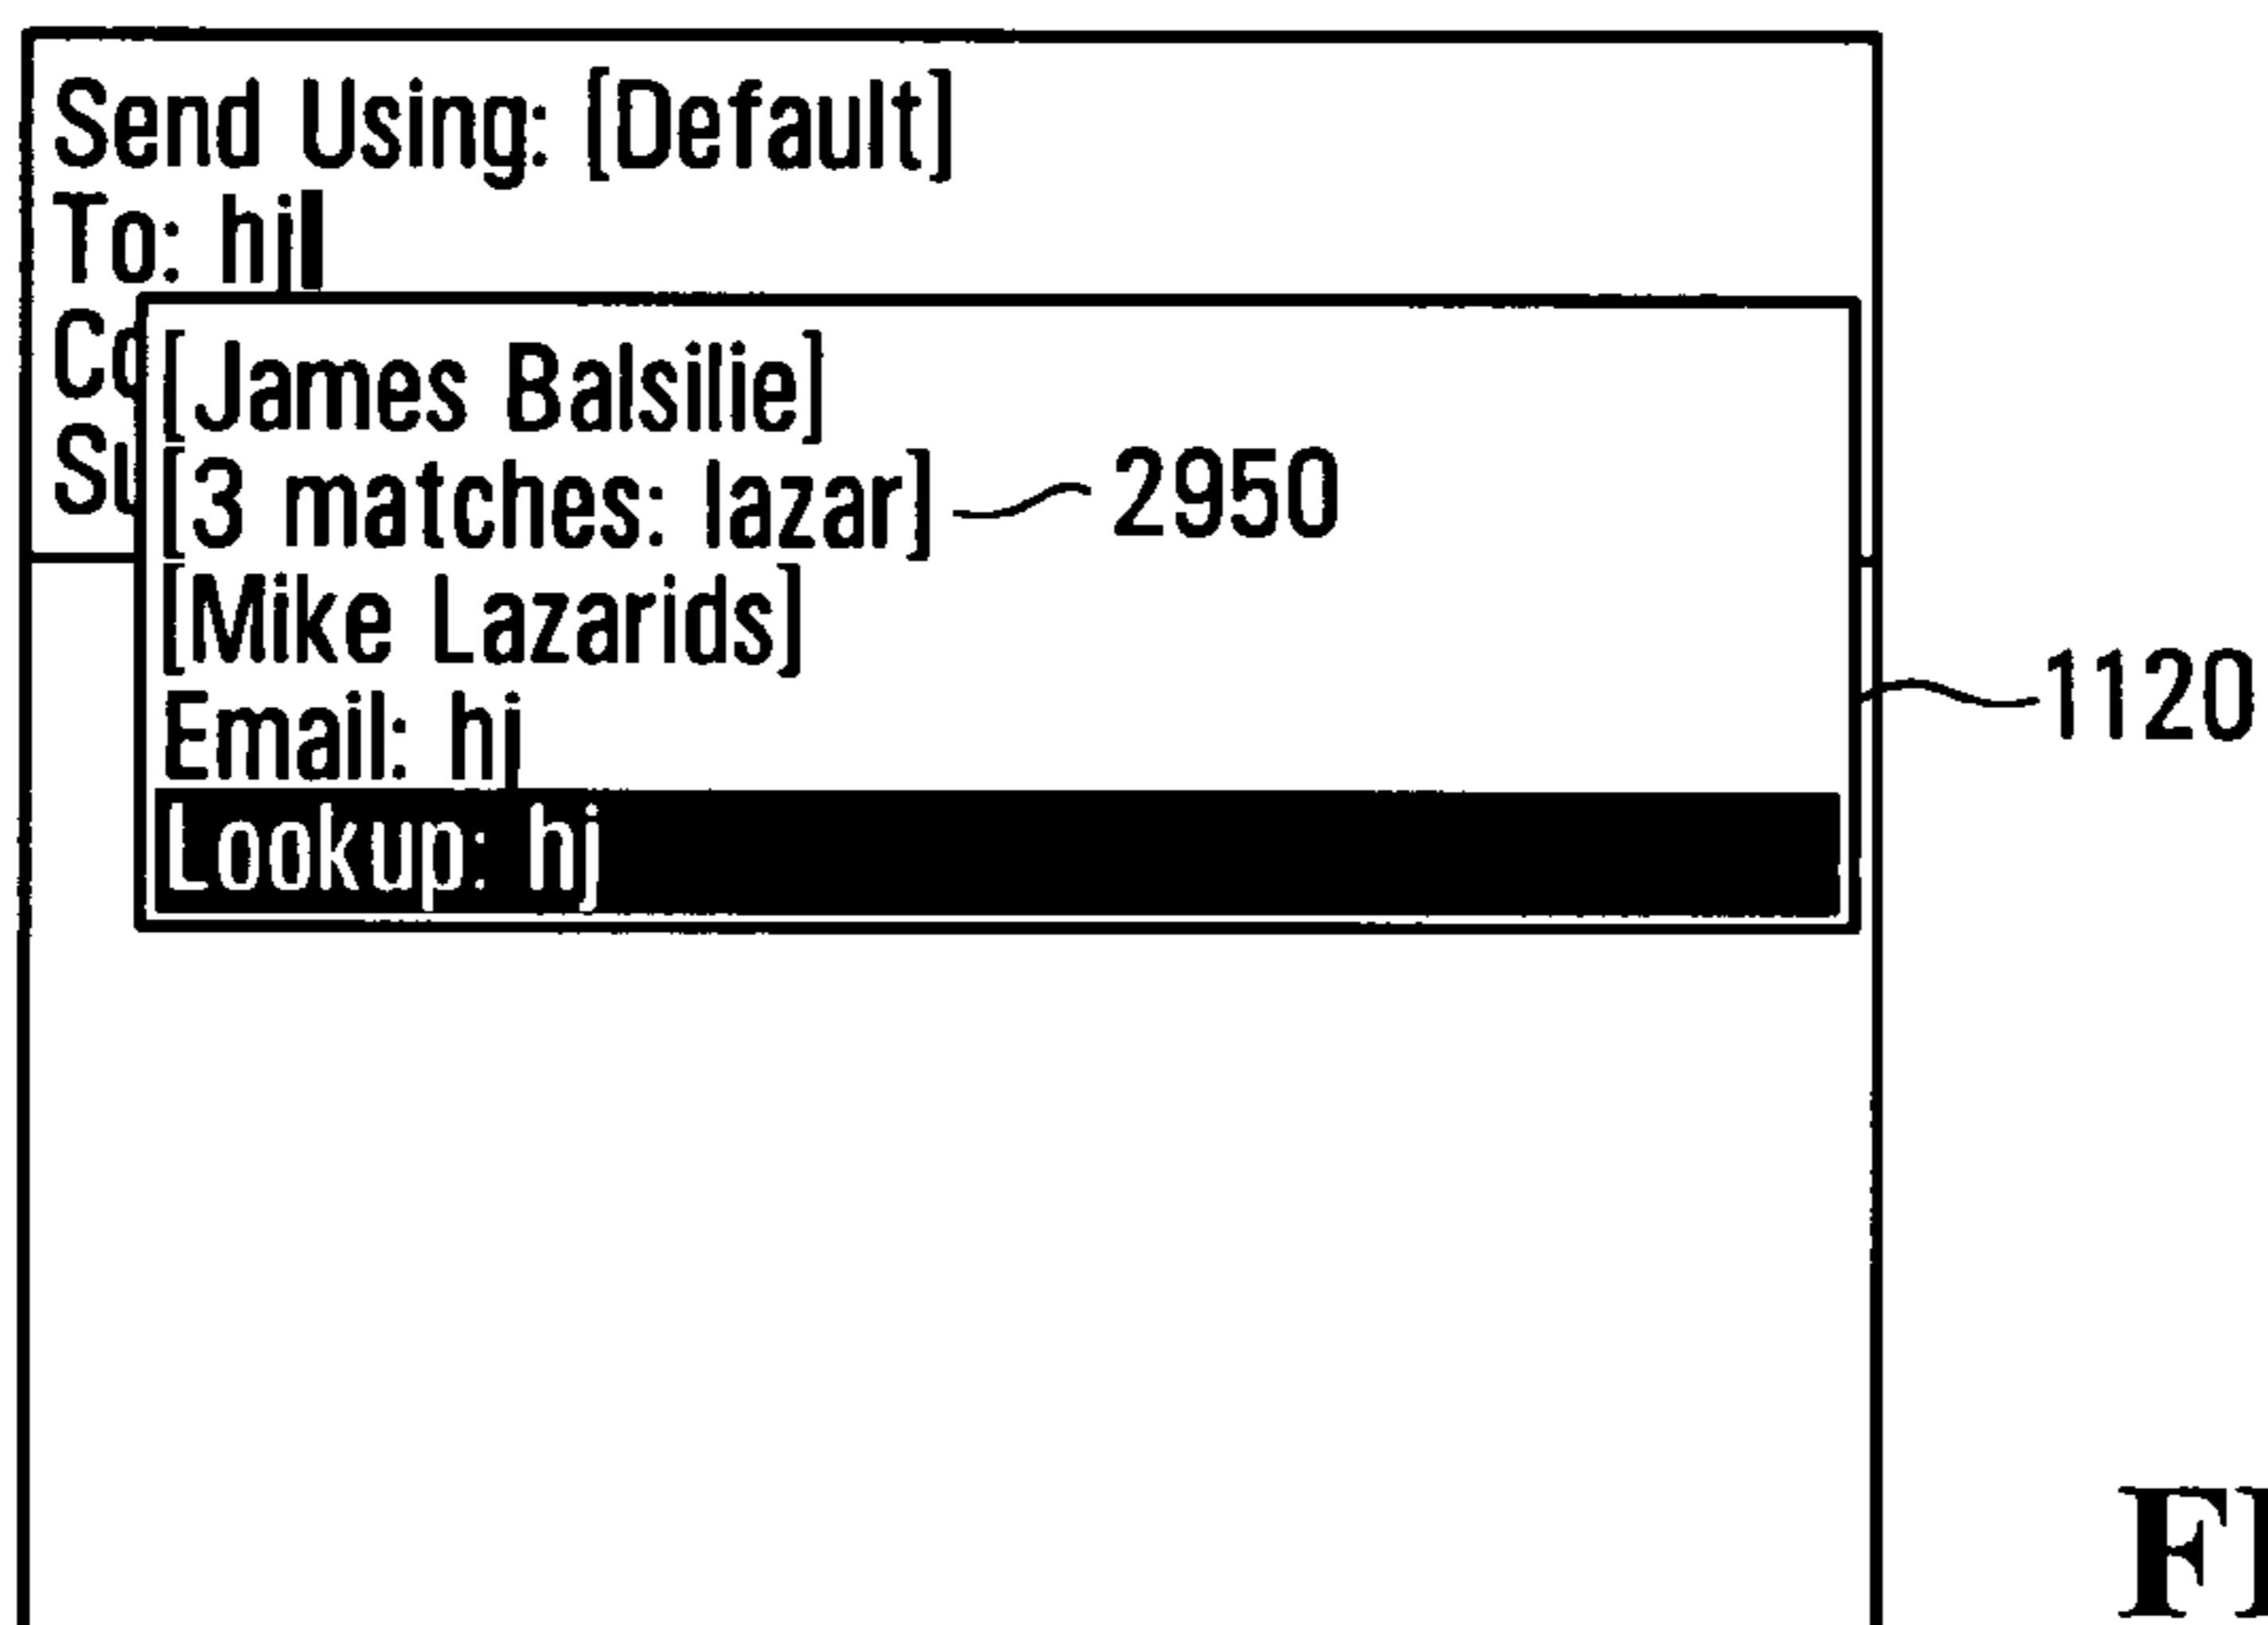 Send Using: [Default]
To: hj
[James Balsilie]
[3 matches: lazar] 2950
[Mike Lazarids]
1120
Email: hj
Lookup: hj